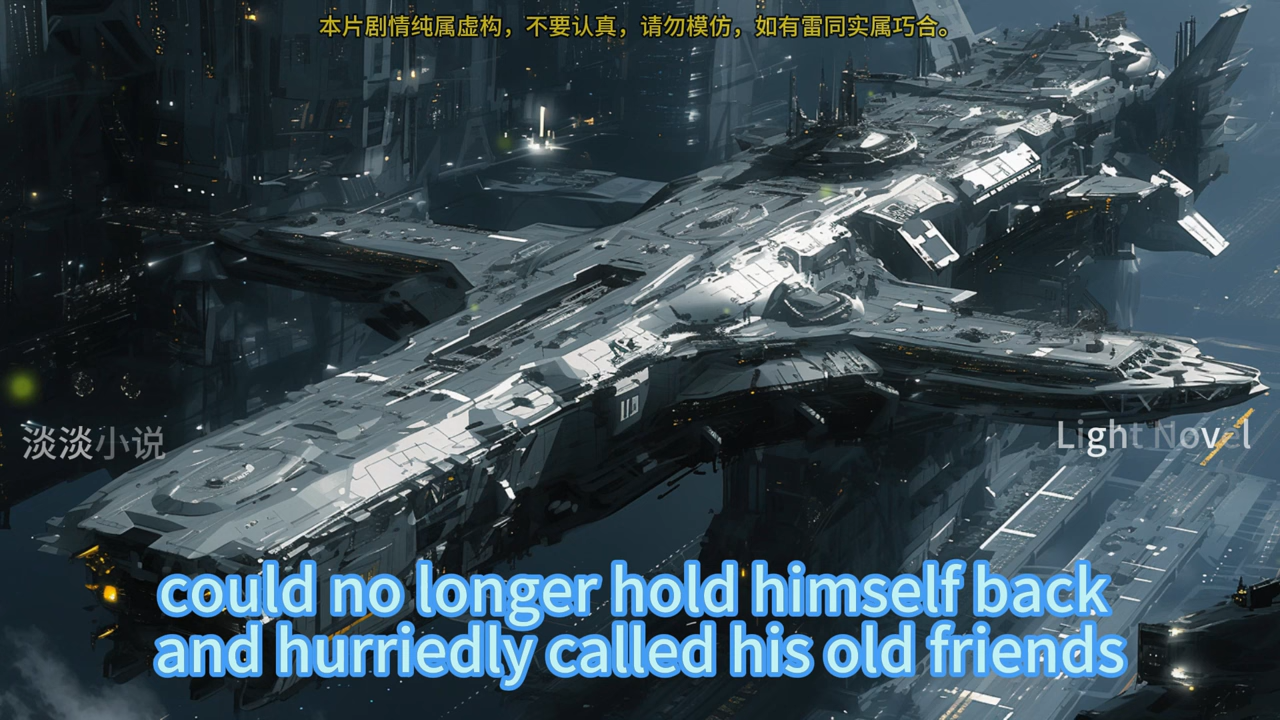 本片剧情纯属虚构，不要认真，请勿模仿，如有雷同实属巧合。
淡淡小说
Light Novel
could no longer hold himself back
and hurriedly called his old friends